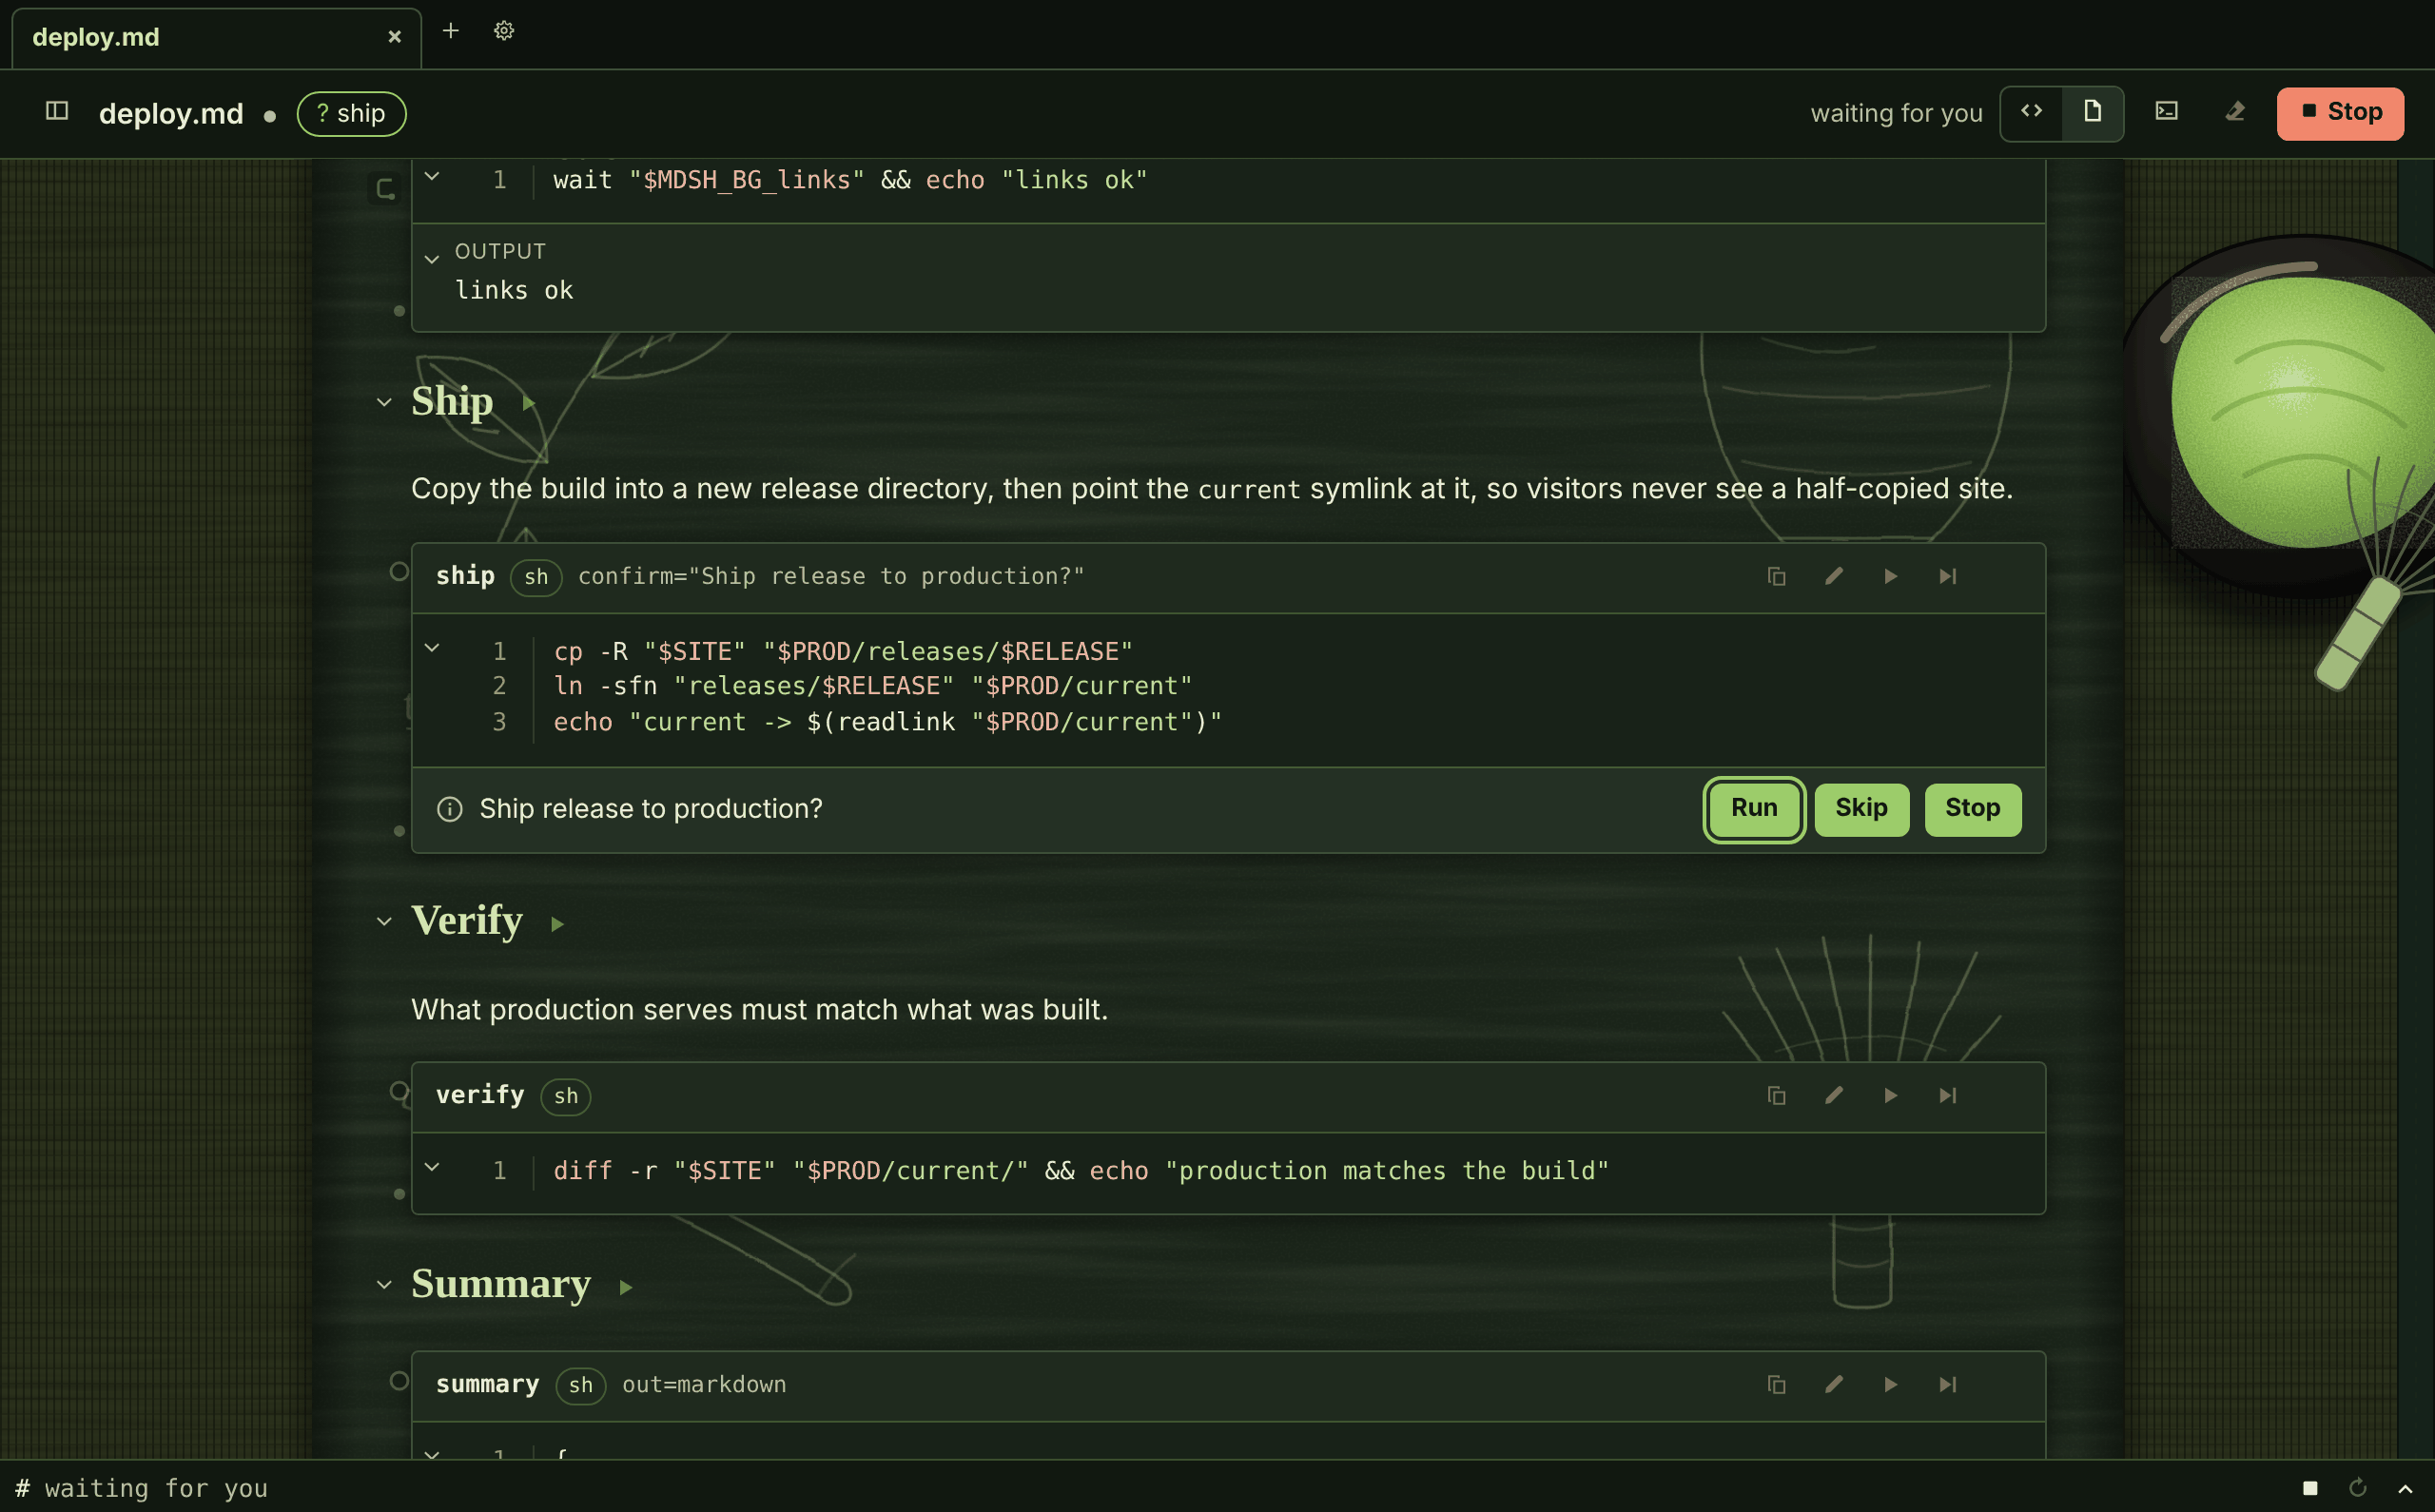 deploy.md
deploy.md
? ship
waiting for you
Stop
1 wait "$MDSH_BG_links" && echo "links ok"
OUTPUT
links ok
Ship
Copy the build into a new release directory, then point the current symlink at it, so visitors never see a half-copied site.
ship sh confirm="Ship release to production?"
1 cp -R "$SITE" "$PROD/releases/$RELEASE"
2 ln -sfn "releases/$RELEASE" "$PROD/current"
3 echo "current -> $(readlink "$PROD/current")"
Ship release to production?
Run Skip Stop
Verify
What production serves must match what was built.
verify sh
1 diff -r "$SITE" "$PROD/current/" && echo "production matches the build"
Summary
summary sh out=markdown
1 {
# waiting for you